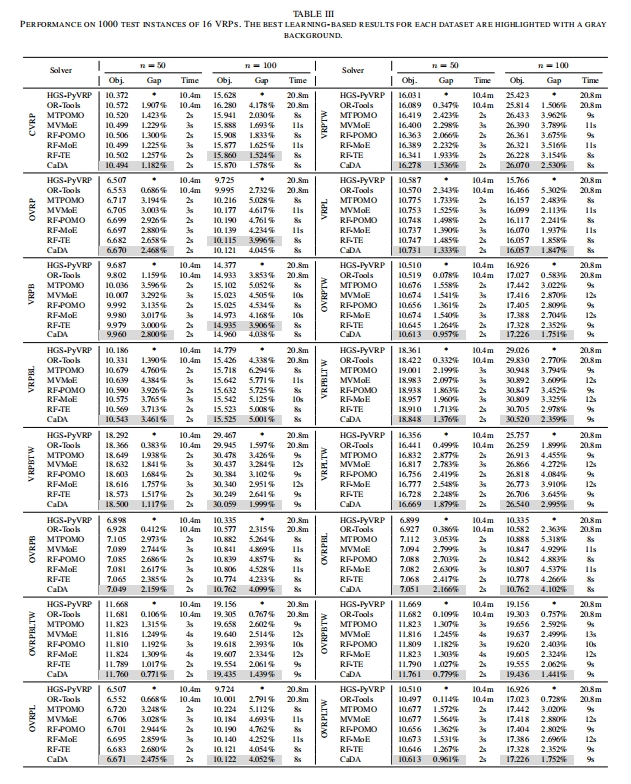 TABLE III
PERFORMANCE ON 1000 TEST INSTANCES OF 16 VRPS. THE BEST LEARNING-BASED RESULTS FOR EACH DATASET ARE HIGHLIGHTED WITH A GRAY
BACKGROUND.
Solver n = 50 n = 100 Solver n = 50 n = 100
Obj. Gap Time Obj. Gap Time Obj. Gap Time Obj. Gap Time
CVRP VRPTW
HGS-PyVRP 10.372 * 10.4m 15.628 * 20.8m HGS-PyVRP 16.031 * 10.4m 25.423 * 20.8m
OR-Tools 10.572 1.907% 10.4m 16.280 4.178% 20.8m OR-Tools 16.089 0.347% 10.4m 25.814 1.506% 20.8m
MTPOMO 10.520 1.423% 2s 15.941 2.030% 8s MTPOMO 16.419 2.423% 2s 26.433 3.962% 9s
MVMoE 10.499 1.229% 3s 15.888 1.693% 11s MVMoE 16.400 2.298% 3s 26.390 3.789% 11s
RF-POMO 10.506 1.300% 2s 15.908 1.833% 8s RF-POMO 16.363 2.066% 2s 26.361 3.675% 9s
RF-MoE 10.499 1.225% 3s 15.877 1.625% 11s RF-MoE 16.389 2.232% 3s 26.321 3.516% 11s
RF-TE 10.502 1.257% 2s 15.860 1.524% 8s RF-TE 16.341 1.933% 2s 26.228 3.154% 8s
CaDA 10.494 1.182% 2s 15.870 1.578% 8s CaDA 16.278 1.536% 2s 26.070 2.530% 8s
OVRP VRPL
HGS-PyVRP 6.507 * 10.4m 9.725 * 20.8m HGS-PyVRP 10.587 * 10.4m 15.766 * 20.8m
OR-Tools 6.553 0.686% 10.4m 9.995 2.732% 20.8m OR-Tools 10.570 2.343% 10.4m 16.466 5.302% 20.8m
MTPOMO 6.717 3.194% 2s 10.216 5.028% 8s MTPOMO 10.775 1.733% 2s 16.157 2.483% 8s
MVMoE 6.705 3.003% 3s 10.177 4.617% 11s MVMoE 10.753 1.525% 3s 16.099 2.113% 11s
RF-POMO 6.699 2.926% 2s 10.190 4.761% 8s RF-POMO 10.748 1.498% 2s 16.117 2.241% 8s
RF-MoE 6.697 2.880% 3s 10.139 4.234% 11s RF-MoE 10.737 1.390% 3s 16.070 1.937% 11s
RF-TE 6.682 2.658% 2s 10.115 3.996% 8s RF-TE 10.747 1.485% 2s 16.057 1.858% 8s
CaDA 6.670 2.468% 2s 10.121 4.045% 8s CaDA 10.731 1.333% 2s 16.057 1.847% 8s
VRPB OVRPTW
HGS-PyVRP 9.687 * 10.4m 14.377 * 20.8m HGS-PyVRP 10.510 * 10.4m 16.926 * 20.8m
OR-Tools 9.802 1.159% 10.4m 14.933 3.853% 20.8m OR-Tools 10.519 0.078% 10.4m 17.027 0.583% 20.8m
MTPOMO 10.036 3.596% 2s 15.102 5.052% 8s MTPOMO 10.676 1.558% 2s 17.442 3.022% 9s
MVMoE 10.007 3.292% 3s 15.023 4.505% 10s MVMoE 10.674 1.541% 3s 17.416 2.870% 12s
RF-POMO 9.992 3.135% 2s 15.025 4.534% 8s RF-POMO 10.656 1.361% 2s 17.405 2.809% 9s
RF-MoE 9.980 3.017% 3s 14.973 4.168% 10s RF-MoE 10.674 1.540% 3s 17.388 2.704% 12s
RF-TE 9.979 3.000% 2s 14.935 3.906% 8s RF-TE 10.645 1.264% 2s 17.328 2.352% 9s
CaDA 9.960 2.800% 2s 14.960 4.038% 8s CaDA 10.613 0.957% 2s 17.226 1.751% 9s
VRPBL VRPBLTW
HGS-PyVRP 10.186 * 10.4m 14.779 * 20.8m HGS-PyVRP 18.361 * 10.4m 29.026 * 20.8m
OR-Tools 10.331 1.390% 10.4m 15.426 4.338% 20.8m OR-Tools 18.422 0.332% 10.4m 29.830 2.770% 20.8m
MTPOMO 10.679 4.760% 2s 15.718 6.294% 8s MTPOMO 19.001 2.199% 2s 30.948 3.794% 9s
MVMoE 10.639 4.384% 3s 15.642 5.771% 11s MVMoE 18.983 2.097% 3s 30.892 3.609% 12s
RF-POMO 10.590 3.926% 2s 15.632 5.725% 8s RF-POMO 18.938 1.863% 2s 30.847 3.452% 9s
RF-MoE 10.575 3.765% 3s 15.542 5.125% 10s RF-MoE 18.957 1.960% 3s 30.809 3.325% 12s
RF-TE 10.569 3.713% 2s 15.523 5.008% 8s RF-TE 18.910 1.713% 2s 30.705 2.978% 9s
CaDA 10.543 3.461% 2s 15.525 5.001% 8s CaDA 18.848 1.376% 2s 30.520 2.359% 9s
VRPBTW VRPLTW
HGS-PyVRP 18.292 * 10.4m 29.467 * 20.8m HGS-PyVRP 16.356 * 10.4m 25.757 * 20.8m
OR-Tools 18.366 0.383% 10.4m 29.945 1.597% 20.8m OR-Tools 16.441 0.499% 10.4m 26.259 1.899% 20.8m
MTPOMO 18.649 1.938% 2s 30.478 3.426% 9s MTPOMO 16.832 2.877% 2s 26.913 4.455% 9s
MVMoE 18.632 1.841% 3s 30.437 3.284% 12s MVMoE 16.817 2.783% 3s 26.866 4.272% 12s
RF-POMO 18.603 1.684% 2s 30.384 3.102% 9s RF-POMO 16.756 2.419% 2s 26.818 4.084% 9s
RF-MoE 18.616 1.757% 3s 30.340 2.951% 12s RF-MoE 16.777 2.548% 3s 26.773 3.910% 12s
RF-TE 18.573 1.517% 2s 30.249 2.641% 9s RF-TE 16.728 2.248% 2s 26.706 3.645% 9s
CaDA 18.500 1.117% 2s 30.059 1.999% 9s CaDA 16.669 1.879% 2s 26.540 2.995% 9s
OVRPB OVRPBL
HGS-PyVRP 6.898 * 10.4m 10.335 * 20.8m HGS-PyVRP 6.899 * 10.4m 10.335 * 20.8m
OR-Tools 6.928 0.412% 10.4m 10.577 2.315% 20.8m OR-Tools 6.927 0.386% 10.4m 10.582 2.363% 20.8m
MTPOMO 7.105 2.973% 2s 10.882 5.264% 8s MTPOMO 7.112 3.053% 2s 10.888 5.318% 8s
MVMoE 7.089 2.744% 3s 10.841 4.869% 11s MVMoE 7.094 2.799% 3s 10.847 4.929% 11s
RF-POMO 7.085 2.686% 2s 10.839 4.857% 8s RF-POMO 7.088 2.703% 2s 10.842 4.883% 8s
RF-MoE 7.081 2.617% 3s 10.806 4.528% 11s RF-MoE 7.082 2.630% 3s 10.807 4.537% 11s
RF-TE 7.065 2.385% 2s 10.774 4.233% 8s RF-TE 7.068 2.417% 2s 10.778 4.266% 8s
CaDA 7.049 2.159% 2s 10.762 4.099% 8s CaDA 7.051 2.166% 2s 10.762 4.102% 8s
OVRPBLTW OVRPBTW
HGS-PyVRP 11.668 * 10.4m 19.156 * 20.8m HGS-PyVRP 11.669 * 10.4m 19.156 * 20.8m
OR-Tools 11.681 0.106% 10.4m 19.305 0.767% 20.8m OR-Tools 11.682 0.109% 10.4m 19.303 0.757% 20.8m
MTPOMO 11.823 1.315% 3s 19.658 2.602% 9s MTPOMO 11.823 1.307% 3s 19.656 2.592% 9s
MVMoE 11.816 1.249% 4s 19.640 2.514% 12s MVMoE 11.816 1.245% 4s 19.637 2.499% 13s
RF-POMO 11.810 1.192% 3s 19.618 2.393% 10s RF-POMO 11.809 1.182% 3s 19.620 2.403% 10s
RF-MoE 11.824 1.309% 4s 19.607 2.334% 12s RF-MoE 11.823 1.303% 4s 19.605 2.324% 12s
RF-TE 11.789 1.017% 2s 19.554 2.061% 9s RF-TE 11.790 1.027% 2s 19.555 2.062% 9s
CaDA 11.760 0.771% 2s 19.435 1.439% 9s CaDA 11.761 0.779% 2s 19.436 1.441% 9s
OVRPL OVRPLTW
HGS-PyVRP 6.507 * 10.4m 9.724 * 20.8m HGS-PyVRP 10.510 * 10.4m 16.926 * 20.8m
OR-Tools 6.552 0.668% 10.4m 10.001 2.791% 20.8m OR-Tools 10.497 0.114% 10.4m 17.023 0.728% 20.8m
MTPOMO 6.720 3.248% 2s 10.224 5.112% 8s MTPOMO 10.677 1.572% 2s 17.442 3.020% 9s
MVMoE 6.706 3.028% 3s 10.184 4.693% 11s MVMoE 10.677 1.564% 3s 17.418 2.880% 12s
RF-POMO 6.701 2.944% 2s 10.190 4.762% 8s RF-POMO 10.656 1.362% 2s 17.404 2.802% 9s
RF-MoE 6.695 2.859% 3s 10.140 4.252% 11s RF-MoE 10.673 1.531% 3s 17.386 2.696% 12s
RF-TE 6.683 2.680% 2s 10.121 4.054% 8s RF-TE 10.646 1.267% 2s 17.328 2.352% 9s
CaDA 6.671 2.475% 2s 10.122 4.052% 8s CaDA 10.613 0.961% 2s 17.226 1.752% 9s